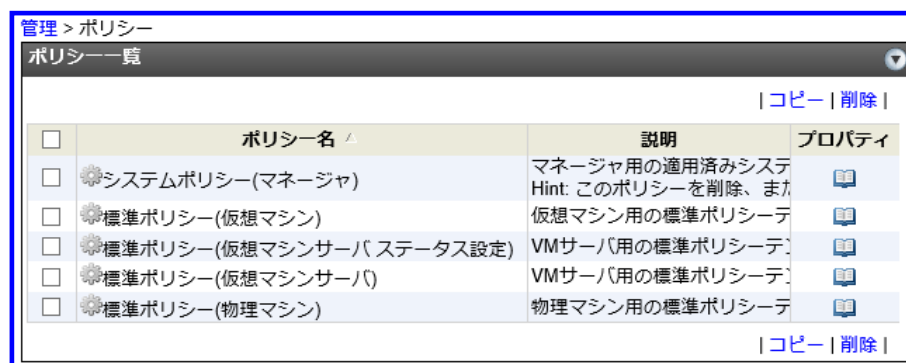 管理 > ポリシー
ポリシー一覧
| コピー | 削除 |
ポリシー名 説明 プロパティ
システムポリシー(マネージャ) マネージャ用の適用済みシステ
Hint: このポリシーを削除、また
標準ポリシー(仮想マシン) 仮想マシン用の標準ポリシーテ
標準ポリシー(仮想マシンサーバ ステータス設定) VMサーバ用の標準ポリシーテン
標準ポリシー(仮想マシンサーバ) VMサーバ用の標準ポリシーテン
標準ポリシー(物理マシン) 物理マシン用の標準ポリシーテ
| コピー | 削除 |